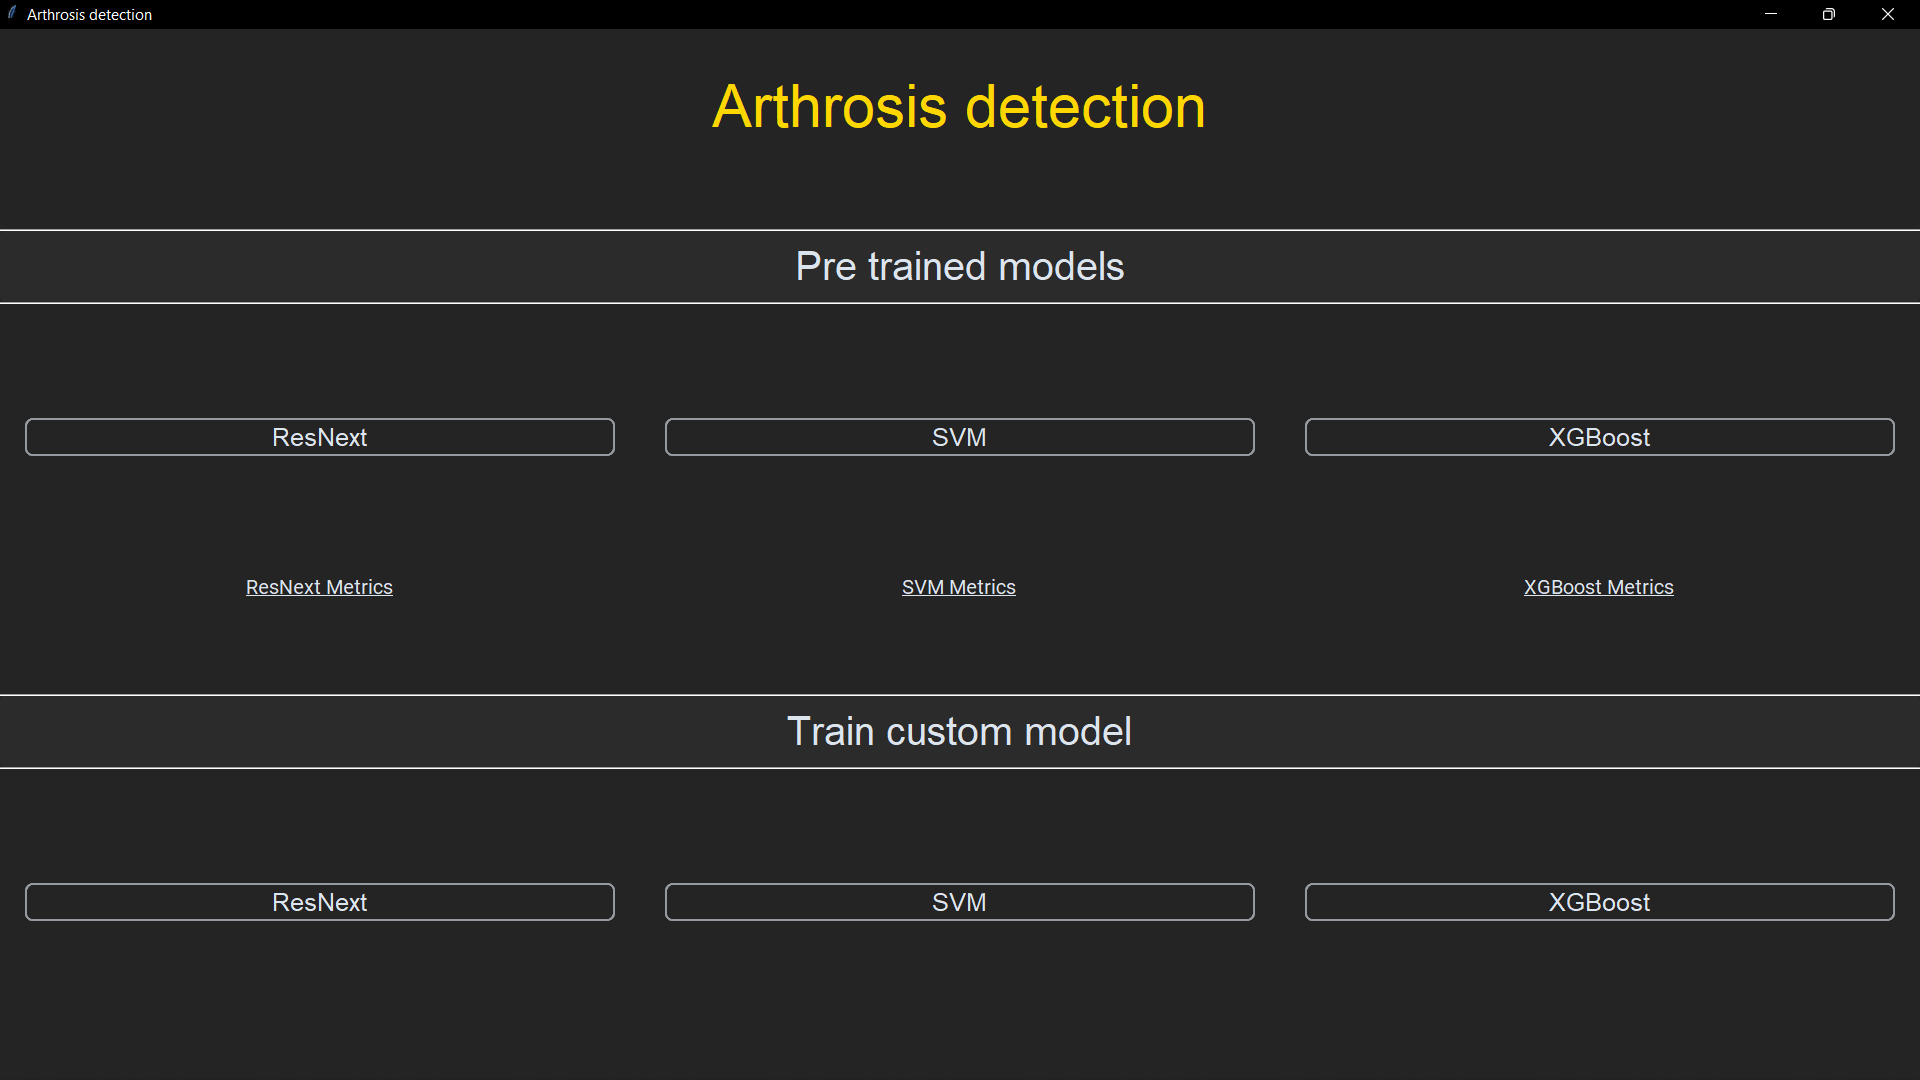 Arthrosis detection
Arthrosis detection
Pre trained models
ResNext
SVM
XGBoost
ResNext Metrics
SVM Metrics
XGBoost Metrics
Train custom model
ResNext
SVM
XGBoost